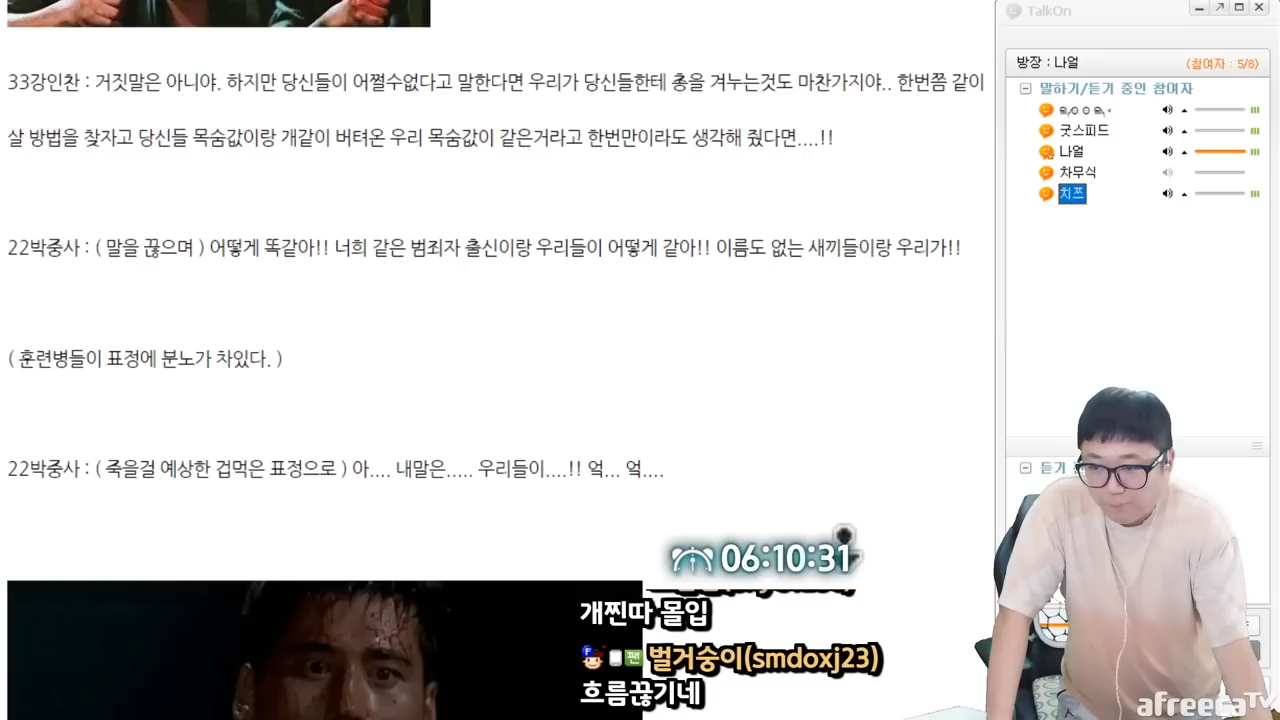 33강인찬 : 거짓말은 아니야. 하지만 당신들이 어쩔수없다고 말한다면 우리가 당신들한테 총을 겨누는것도 마찬가지야.. 한번쯤 같이
살 방법을 찾자고 당신들 목숨값이랑 개같이 버텨온 우리 목숨값이 같은거라고 한번만이라도 생각해 줬다면....!!
22박중사 : ( 말을 끊으며 ) 어떻게 똑같아!! 너희 같은 범죄자 출신이랑 우리들이 어떻게 같아!! 이름도 없는 새끼들이랑 우리가!!
( 훈련병들이 표정에 분노가 차있다. )
22박중사 : ( 죽을걸 예상한 겁먹은 표정으로 ) 아.... 내말은..... 우리들이....!! 엌... 엌....
06:10:31
개찐따 몰입
팬 벌거숭이(smdoxj23)
흐름끊기네
TalkOn
방장 : 나얼
(참여자 : 5/8)
말하기/듣기 중인 참여자
굿스피드
나얼
차무식
치쯔
듣기
afreecaTV